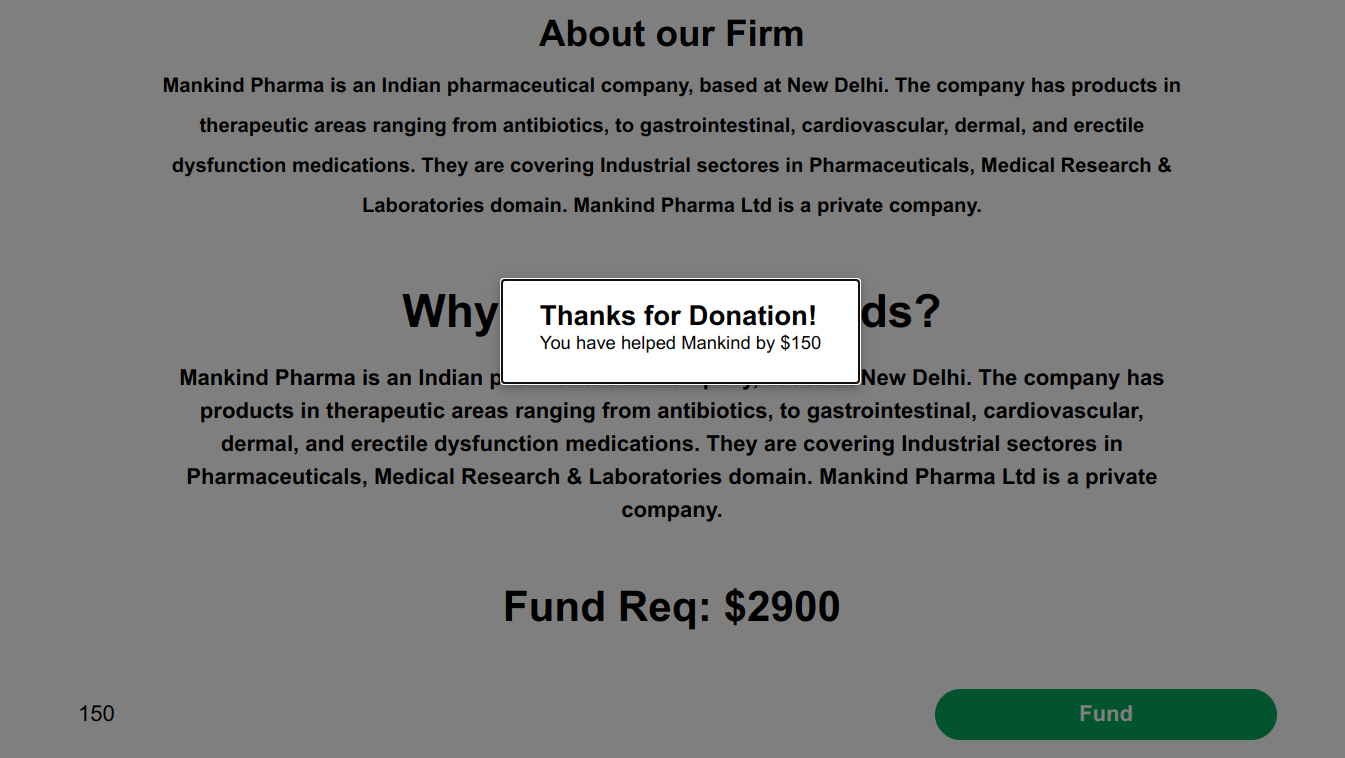 About our Firm
Mankind Pharma is an Indian pharmaceutical company, based at New Delhi. The company has products in
therapeutic areas ranging from antibiotics, to gastrointestinal, cardiovascular, dermal, and erectile
dysfunction medications. They are covering Industrial sectores in Pharmaceuticals, Medical Research &
Laboratories domain. Mankind Pharma Ltd is a private company.
Why ds?
Thanks for Donation!
You have helped Mankind by $150
Mankind Pharma is an Indian New Delhi. The company has
products in therapeutic areas ranging from antibiotics, to gastrointestinal, cardiovascular,
dermal, and erectile dysfunction medications. They are covering Industrial sectores in
Pharmaceuticals, Medical Research & Laboratories domain. Mankind Pharma Ltd is a private
company.
Fund Req: $2900
150
Fund